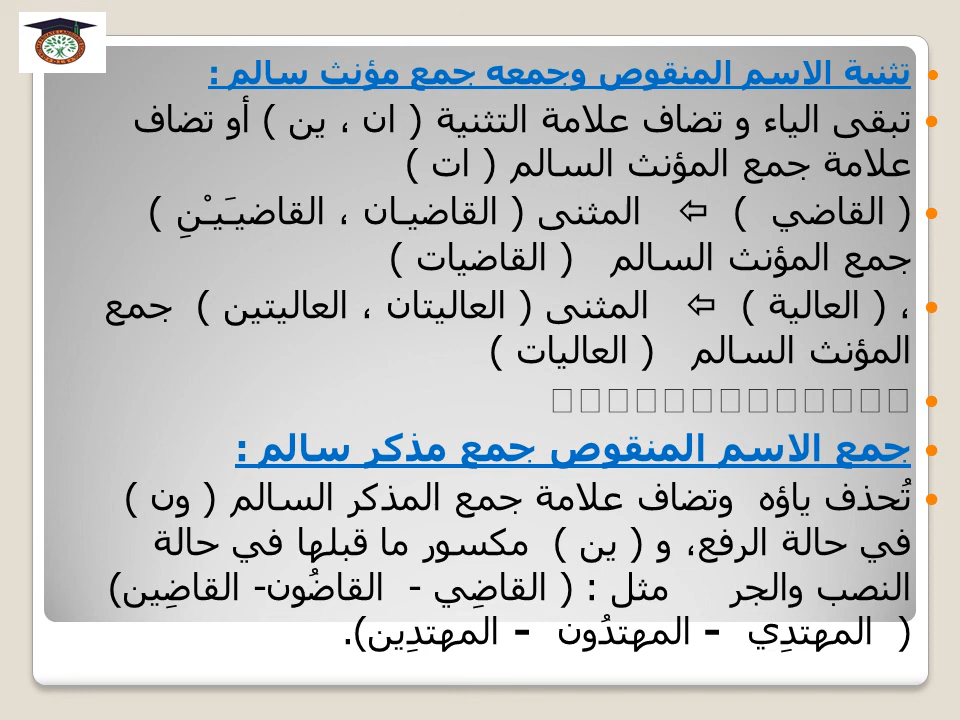 تثنية الاسم المنقوص وجمعه جمع مؤنث سالم :
تبقى الياء و تضاف علامة التثنية ( ان ، ين ) أو تضاف
علامة جمع المؤنث السالم ( ات )
( القاضي ) ⇦ المثنى ( القاضيـان ، القاضيـَيـْنِ )
جمع المؤنث السالم ( القاضيات )
، ( العالية ) ⇦ المثنى ( العاليتان ، العاليتين ) جمع
المؤنث السالم ( العاليات )
جمع الاسم المنقوص جمع مذكر سالم :
تُحذف ياؤه وتضاف علامة جمع المذكر السالم ( ون )
في حالة الرفع، و ( ين ) مكسور ما قبلها في حالة
النصب والجر مثل : ( القاضِي - القاضُون- القاضِين)
( المهتدِي - المهتدُون - المهتدِين).